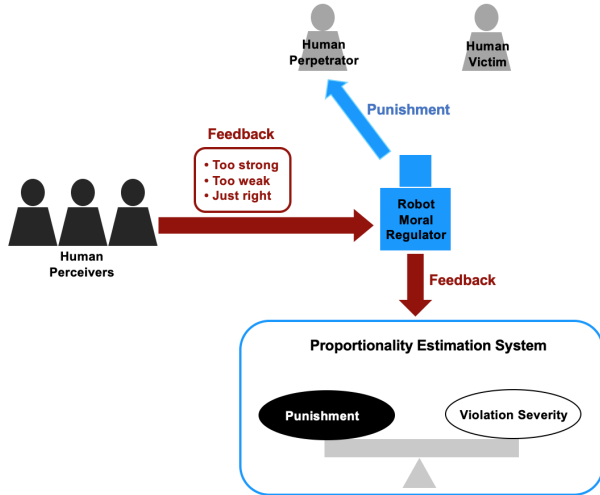 Human
Perpetrator
Human
Victim
Punishment
Feedback
• Too strong
• Too weak
• Just right
Human
Perceivers
Robot
Moral
Regulator
Feedback
Proportionality Estimation System
Punishment
Violation Severity